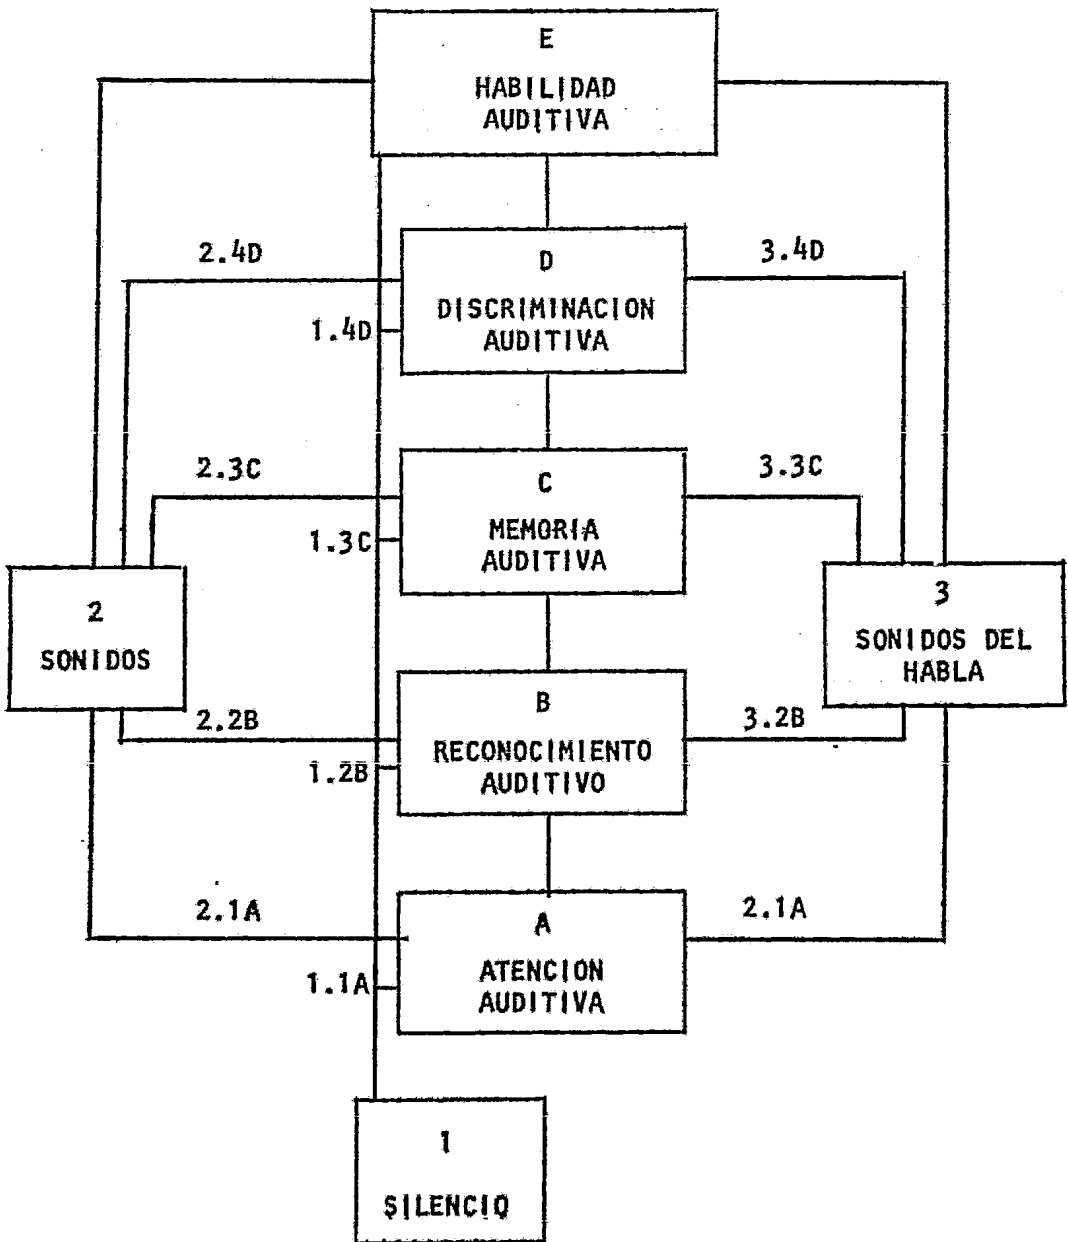 E
HABILIDAD
AUDITIVA
2.4D
3.4D
D
DISCRIMINACION
AUDITIVA
1.4D
2.3C
3.3C
C
MEMORIA
AUDITIVA
1.3C
2
SONIDOS
3
SONIDOS DEL
HABLA
2.2B
3.2B
B
RECONOCIMIENTO
AUDITIVO
1.2B
2.1A
2.1A
A
ATENCION
AUDITIVA
1.1A
1
SILENCIO